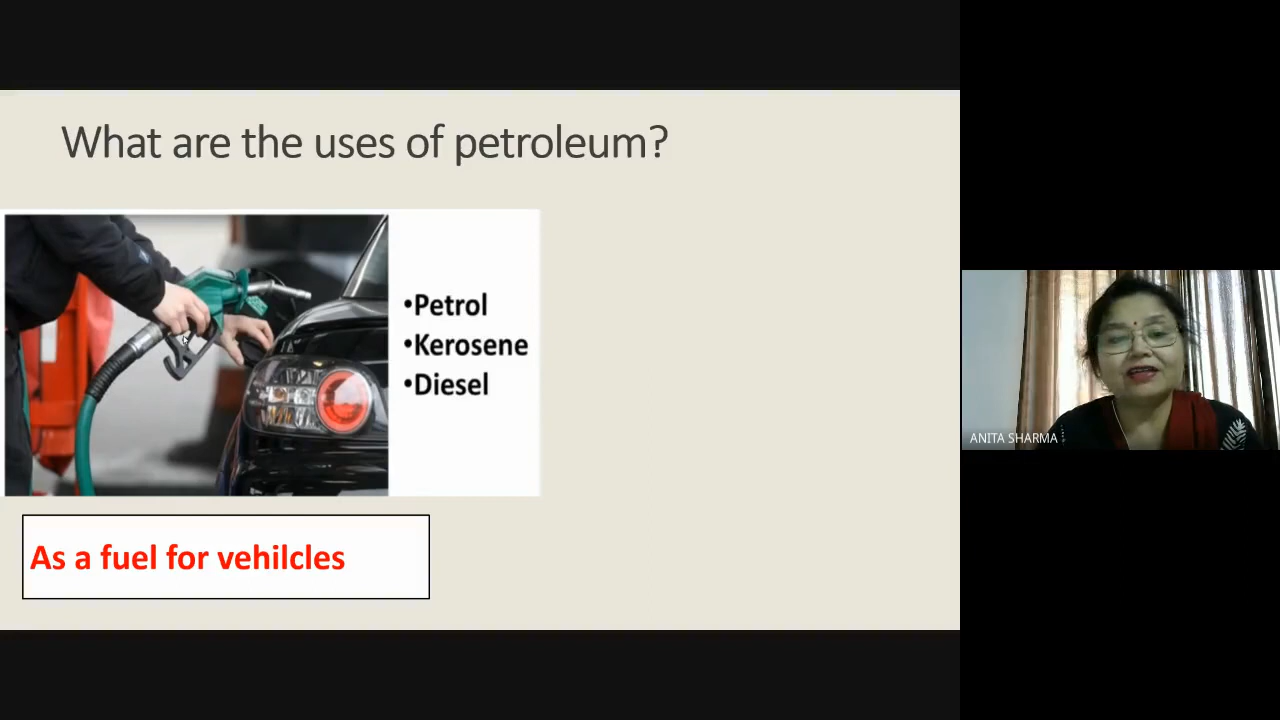 What are the uses of petroleum?
•Petrol
•Kerosene
•Diesel
As a fuel for vehilcles
ANITA SHARMA